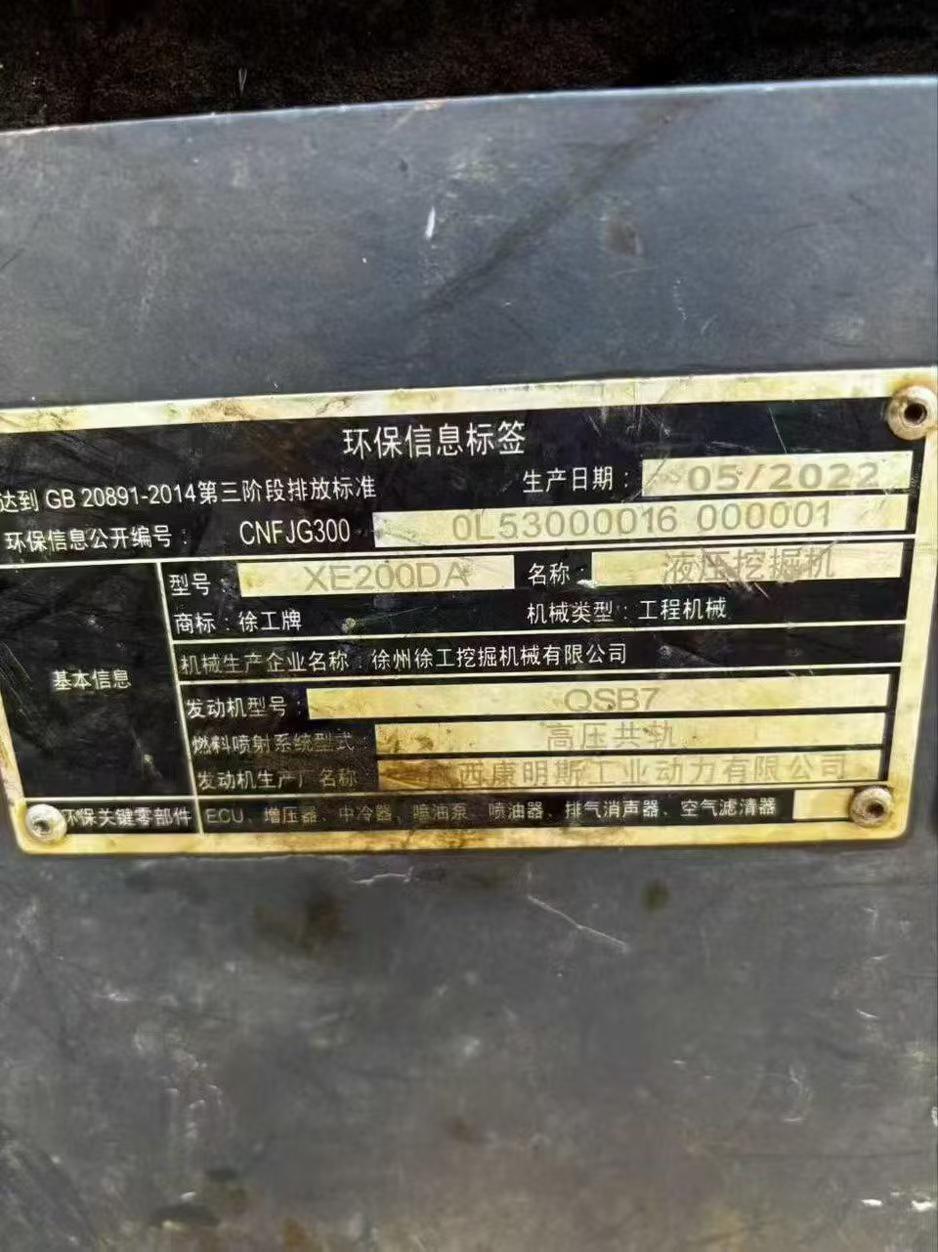 环保信息标签
达到 GB 20891-2014第三阶段排放标准 生产日期： 05/2022
环保信息公开编号： CNFJG300 0L53000016 000001
基本信息
型号： XE200DA 名称： 液压挖掘机
商标：徐工牌 机械类型：工程机械
机械生产企业名称：徐州徐工挖掘机械有限公司
发动机型号： QSB7
燃料喷射系统型式 高压共轨
发动机生产厂名称 广西康明斯工业动力有限公司
环保关键零部件 ECU、增压器、中冷器、喷油泵、喷油器、排气消声器、空气滤清器